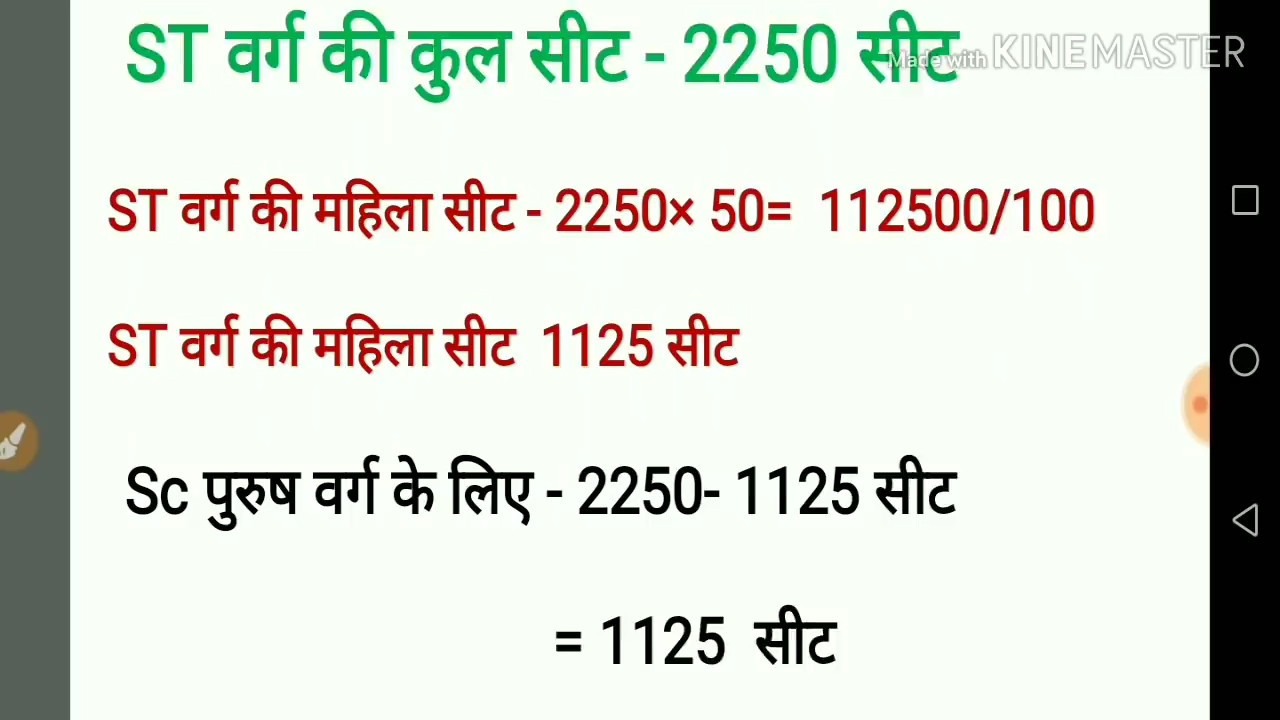 ST वर्ग की कुल सीट - 2250 सीट
Made with KINEMASTER
ST वर्ग की महिला सीट - 2250× 50= 112500/100
ST वर्ग की महिला सीट 1125 सीट
Sc पुरुष वर्ग के लिए - 2250- 1125 सीट
= 1125 सीट